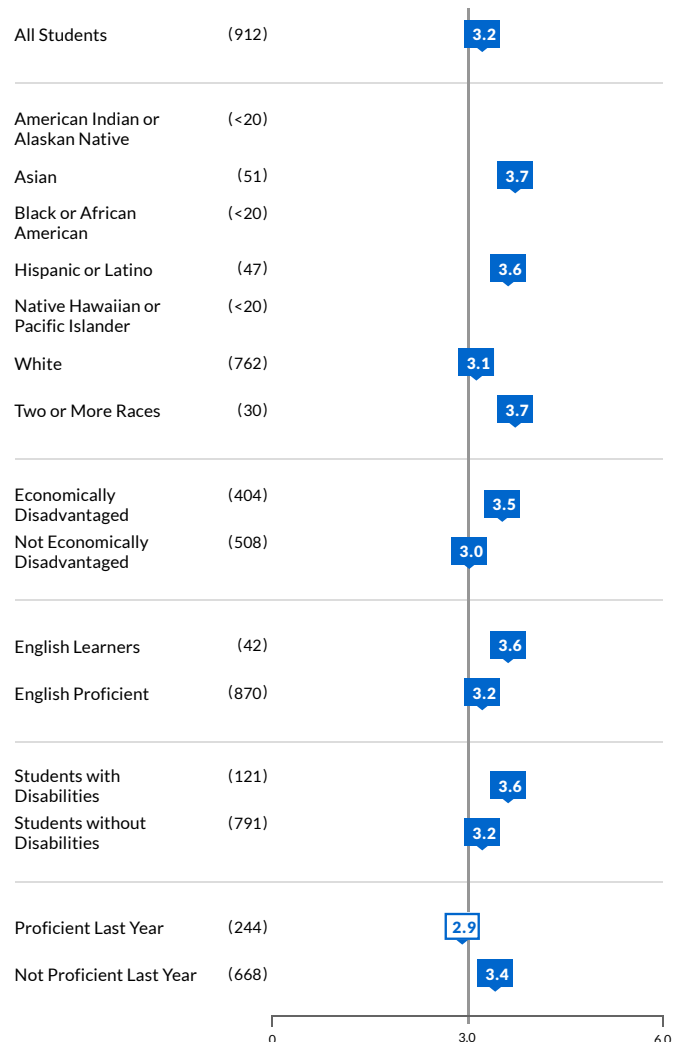 All Students (912) 3.2
American Indian or (<20)
Alaskan Native
Asian (51) 3.7
Black or African (<20)
American
Hispanic or Latino (47) 3.6
Native Hawaiian or (<20)
Pacific Islander
White (762) 3.1
Two or More Races (30) 3.7
Economically (404) 3.5
Disadvantaged
Not Economically (508) 3.0
Disadvantaged
English Learners (42) 3.6
English Proficient (870) 3.2
Students with (121) 3.6
Disabilities
Students without (791) 3.2
Disabilities
Proficient Last Year (244) 2.9
Not Proficient Last Year (668) 3.4
0 3.0 6.0